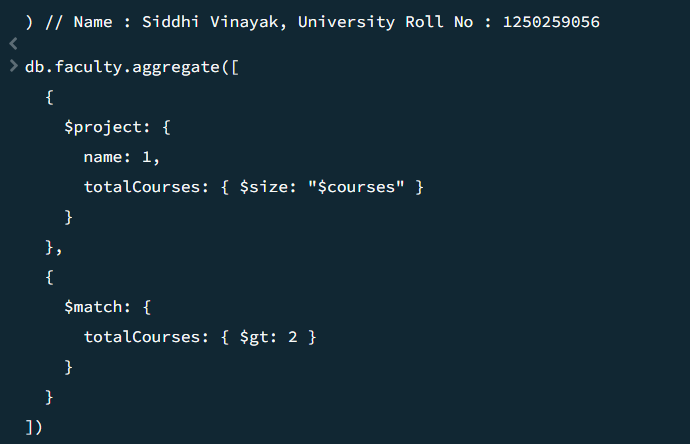 ) // Name : Siddhi Vinayak, University Roll No : 1250259056
<
> db.faculty.aggregate([
  {
    $project: {
      name: 1,
      totalCourses: { $size: "$courses" }
    }
  },
  {
    $match: {
      totalCourses: { $gt: 2 }
    }
  }
])